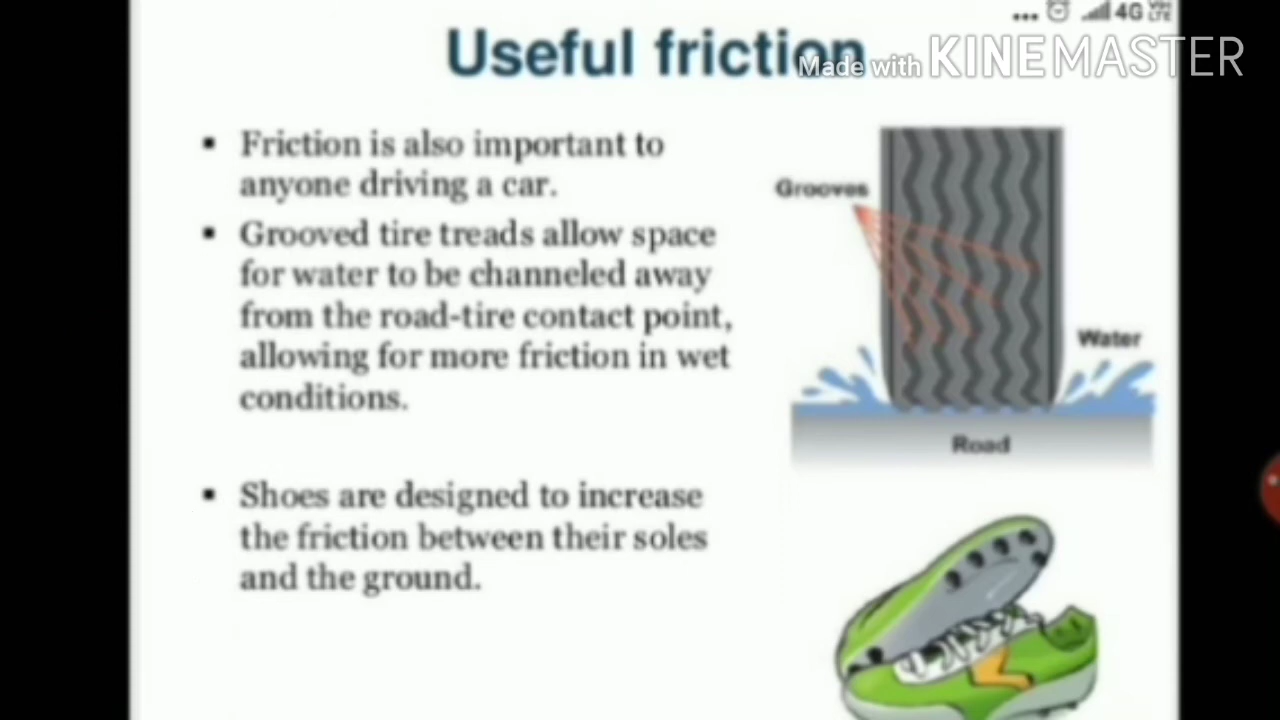 ... 4G VoLTE
Useful friction
Made with KINEMASTER
▪ Friction is also important to
anyone driving a car.
▪ Grooved tire treads allow space
for water to be channeled away
from the road-tire contact point,
allowing for more friction in wet
conditions.
Grooves
Water
Road
▪ Shoes are designed to increase
the friction between their soles
and the ground.